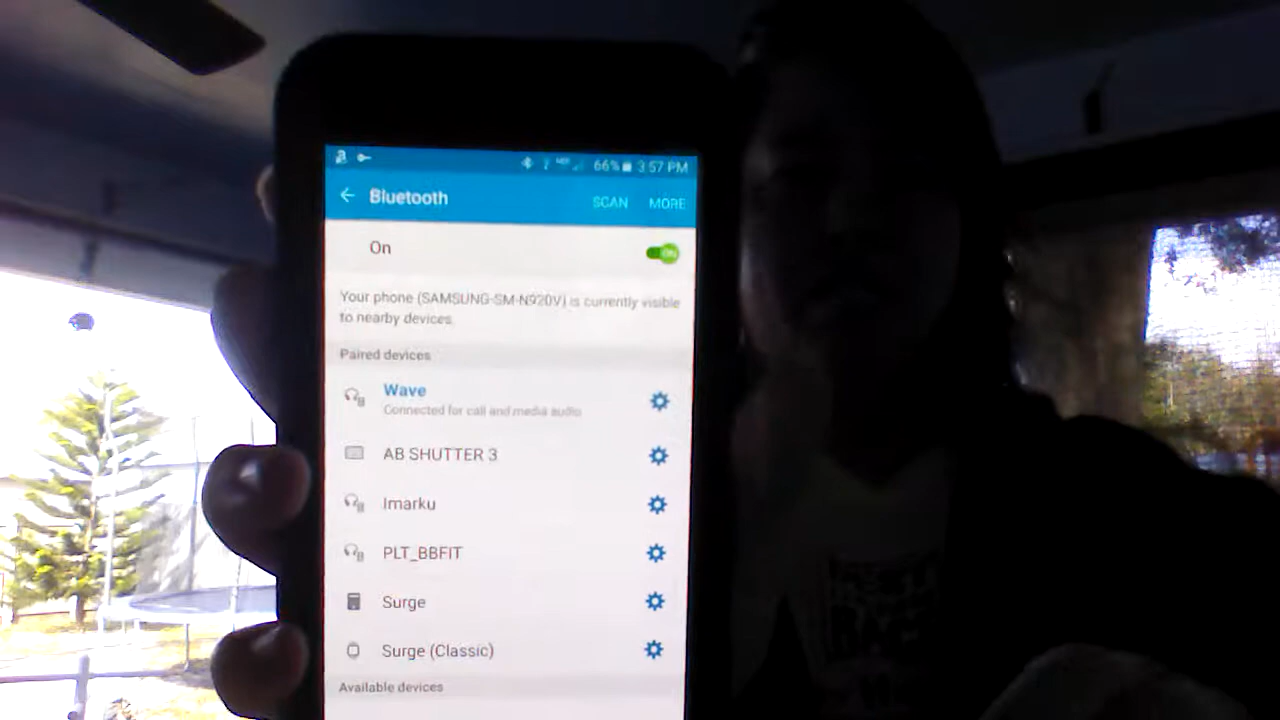 66% 3:57 PM
Bluetooth SCAN MORE
On ON
Your phone (SAMSUNG-SM-N920V) is currently visible
to nearby devices.
Paired devices
Wave
Connected for call and media audio
AB SHUTTER 3
Imarku
PLT_BBFIT
Surge
Surge (Classic)
Available devices